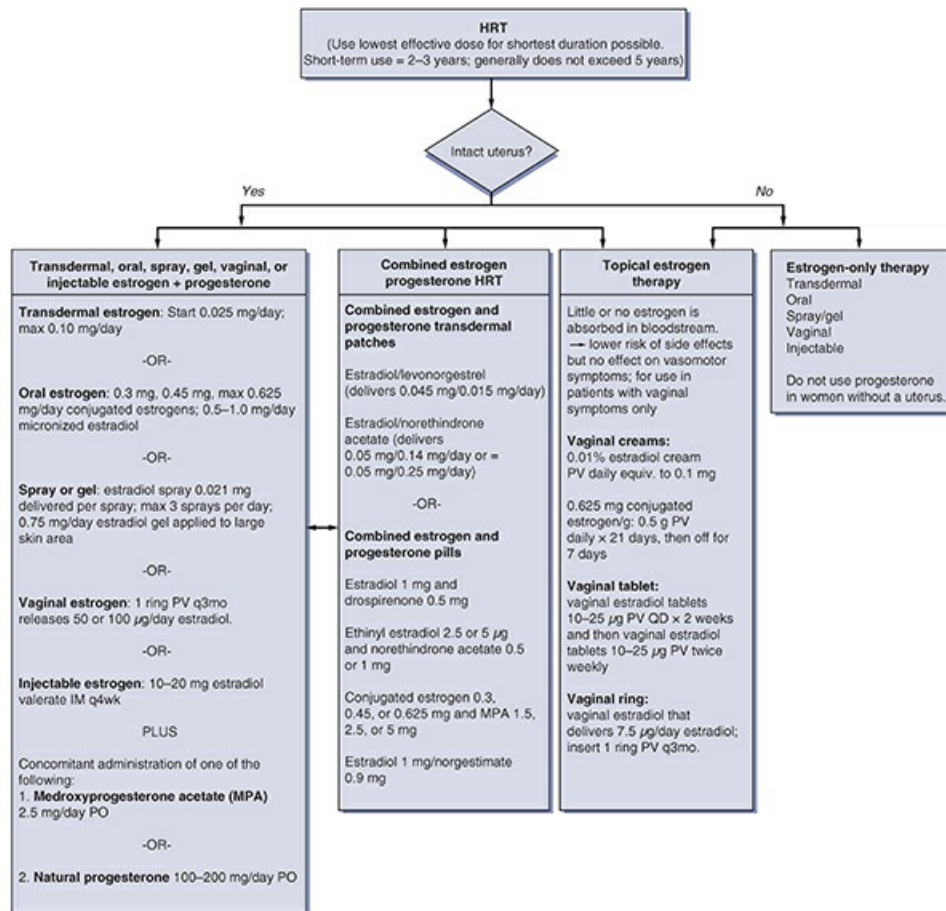 HRT
(Use lowest effective dose for shortest duration possible.
Short-term use = 2–3 years; generally does not exceed 5 years)
Intact uterus?
Yes
No
Transdermal, oral, spray, gel, vaginal, or
injectable estrogen + progesterone
Transdermal estrogen: Start 0.025 mg/day;
max 0.10 mg/day
-OR-
Oral estrogen: 0.3 mg, 0.45 mg, max 0.625
mg/day conjugated estrogens; 0.5–1.0 mg/day
micronized estradiol
-OR-
Spray or gel: estradiol spray 0.021 mg
delivered per spray; max 3 sprays per day;
0.75 mg/day estradiol gel applied to large
skin area
-OR-
Vaginal estrogen: 1 ring PV q3mo
releases 50 or 100 µg/day estradiol.
-OR-
Injectable estrogen: 10–20 mg estradiol
valerate IM q4wk
PLUS
Concomitant administration of one of the
following:
1. Medroxyprogesterone acetate (MPA)
2.5 mg/day PO
-OR-
2. Natural progesterone 100–200 mg/day PO
Combined estrogen
progesterone HRT
Combined estrogen and
progesterone transdermal
patches
Estradiol/levonorgestrel
(delivers 0.045 mg/0.015 mg/day)
Estradiol/norethindrone
acetate (delivers
0.05 mg/0.14 mg/day or =
0.05 mg/0.25 mg/day)
-OR-
Combined estrogen and
progesterone pills
Estradiol 1 mg and
drospirenone 0.5 mg
Ethinyl estradiol 2.5 or 5 µg
and norethindrone acetate 0.5
or 1 mg
Conjugated estrogen 0.3,
0.45, or 0.625 mg and MPA 1.5,
2.5, or 5 mg
Estradiol 1 mg/norgestimate
0.9 mg
Topical estrogen
therapy
Little or no estrogen is
absorbed in bloodstream.
→ lower risk of side effects
but no effect on vasomotor
symptoms; for use in
patients with vaginal
symptoms only
Vaginal creams:
0.01% estradiol cream
PV daily equiv. to 0.1 mg
0.625 mg conjugated
estrogen/g: 0.5 g PV
daily × 21 days, then off for
7 days
Vaginal tablet:
vaginal estradiol tablets
10–25 µg PV QD × 2 weeks
and then vaginal estradiol
tablets 10–25 µg PV twice
weekly
Vaginal ring:
vaginal estradiol that
delivers 7.5 µg/day estradiol;
insert 1 ring PV q3mo.
Estrogen-only therapy
Transdermal
Oral
Spray/gel
Vaginal
Injectable
Do not use progesterone
in women without a uterus.